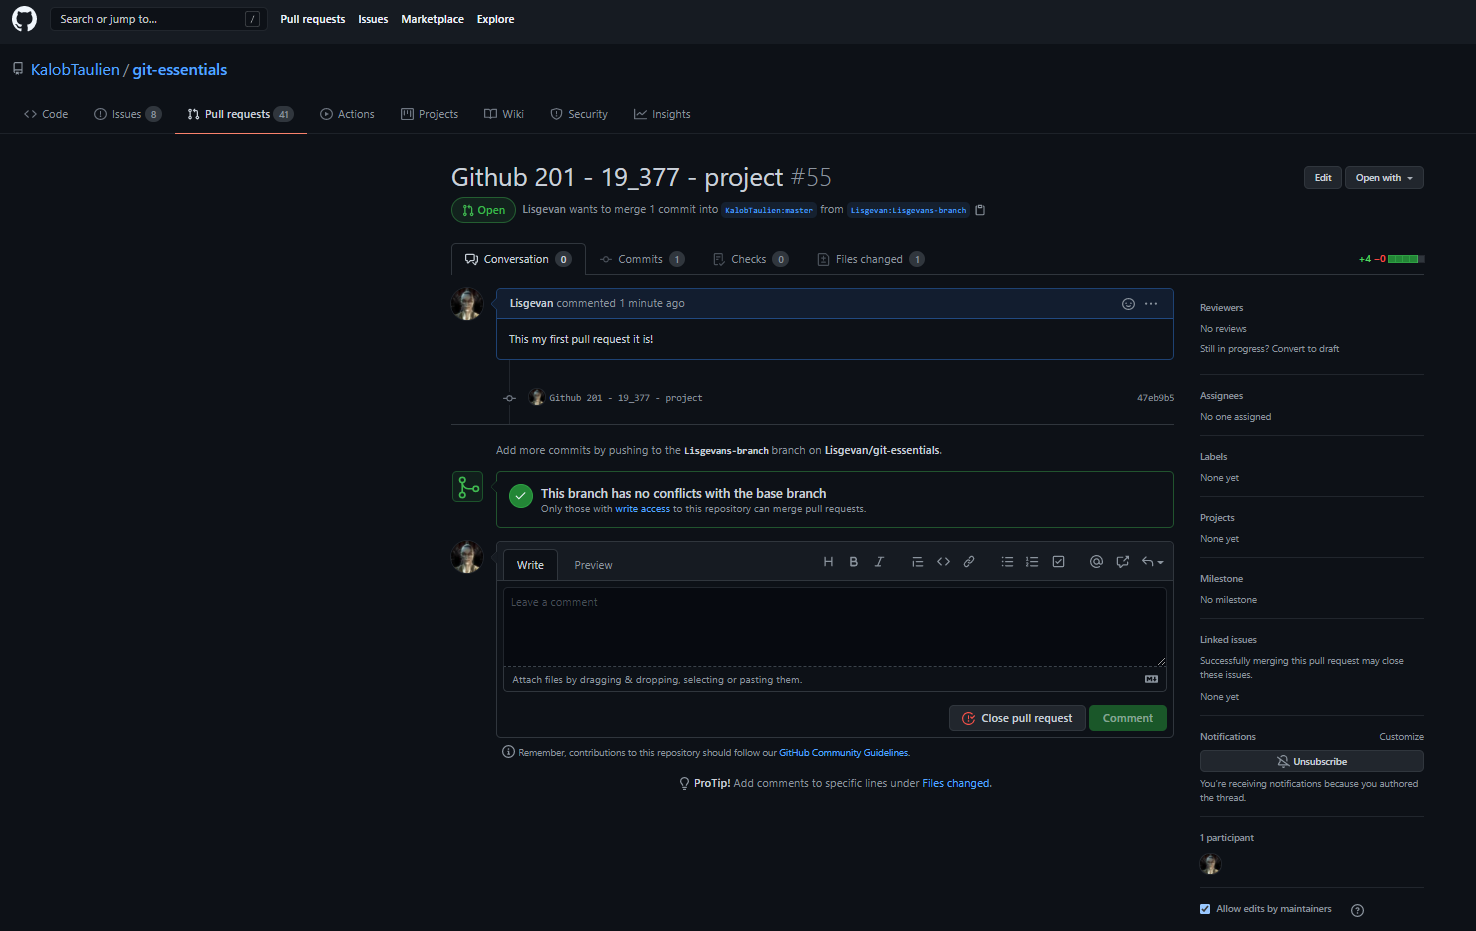 Search or jump to... /
Pull requests Issues Marketplace Explore
KalobTaulien / git-essentials
Code Issues 8 Pull requests 41 Actions Projects Wiki Security Insights
Github 201 - 19_377 - project #55
Edit Open with
Open Lisgevan wants to merge 1 commit into KalobTaulien:master from Lisgevan:Lisgevans-branch
Conversation 0 Commits 1 Checks 0 Files changed 1
+4 −0
Lisgevan commented 1 minute ago
This my first pull request it is!
Github 201 - 19_377 - project 47eb9b5
Add more commits by pushing to the Lisgevans-branch branch on Lisgevan/git-essentials.
This branch has no conflicts with the base branch
Only those with write access to this repository can merge pull requests.
Write Preview
H B I
Leave a comment
Attach files by dragging & dropping, selecting or pasting them.
Close pull request Comment
Remember, contributions to this repository should follow our GitHub Community Guidelines.
ProTip! Add comments to specific lines under Files changed.
Reviewers
No reviews
Still in progress? Convert to draft
Assignees
No one assigned
Labels
None yet
Projects
None yet
Milestone
No milestone
Linked issues
Successfully merging this pull request may close
these issues.
None yet
Notifications Customize
Unsubscribe
You're receiving notifications because you authored
the thread.
1 participant
Allow edits by maintainers